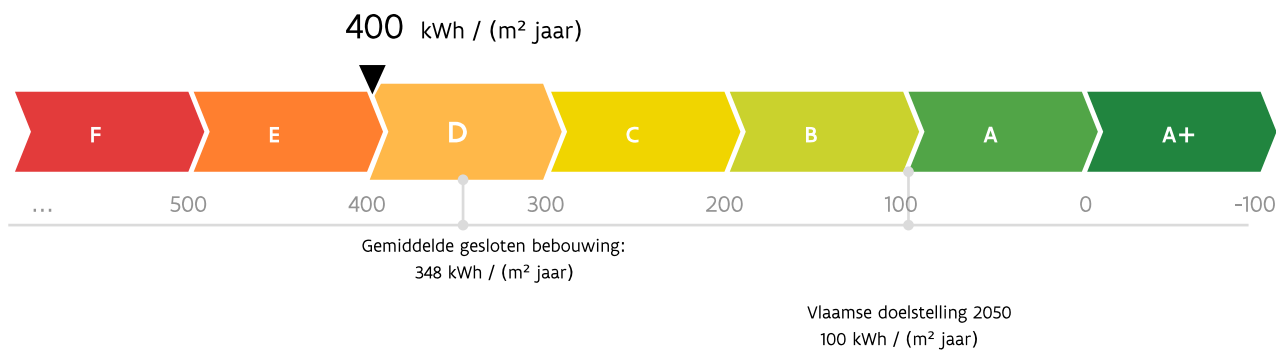 400 kWh / (m² jaar)
F E D C B A A+
... 500 400 300 200 100 0 -100
Gemiddelde gesloten bebouwing:
348 kWh / (m² jaar)
Vlaamse doelstelling 2050
100 kWh / (m² jaar)